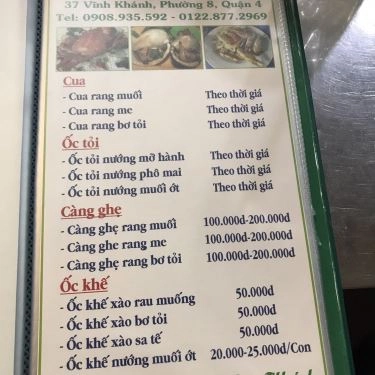 37 Vĩnh Khánh, Phường 8, Quận 4
Tel: 0908.935.592 - 0122.877.2969
Cua
- Cua rang muối Theo thời giá
- Cua rang me Theo thời giá
- Cua rang bơ tỏi Theo thời giá
Ốc tỏi
- Ốc tỏi nướng mỡ hành Theo thời giá
- Ốc tỏi nướng phô mai Theo thời giá
- Ốc tỏi nướng muối ớt Theo thời giá
Càng ghẹ
- Càng ghẹ rang muối 100.000đ-200.000đ
- Càng ghẹ rang me 100.000đ-200.000đ
- Càng ghẹ rang bơ tỏi 100.000đ-200.000đ
Ốc khế
- Ốc khế xào rau muống 50.000đ
- Ốc khế xào bơ tỏi 50.000đ
- Ốc khế xào sa tế 50.000đ
- Ốc khế nướng muối ớt 20.000-25.000đ/Con